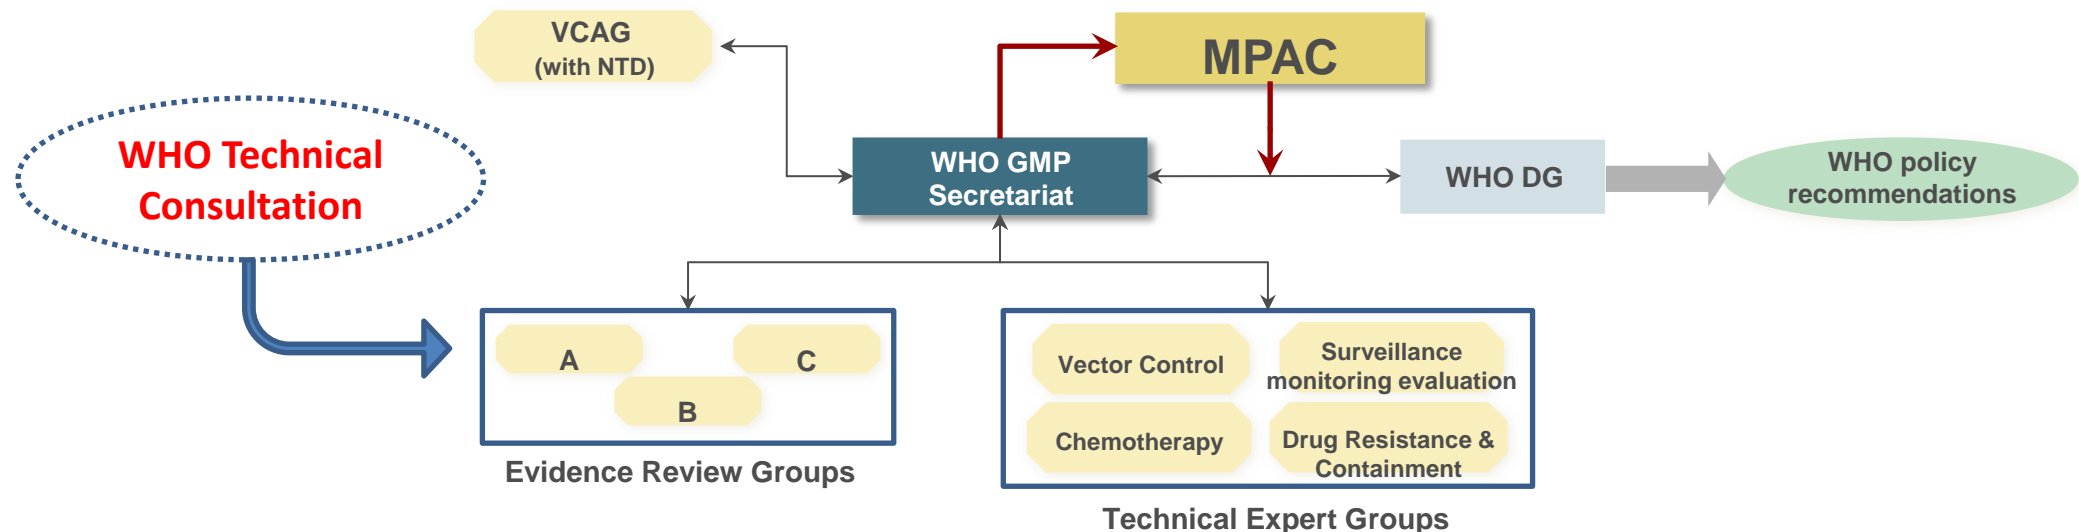 VCAG
(with NTD)
MPAC
WHO Technical
Consultation
WHO GMP
Secretariat
WHO DG
WHO policy
recommendations
A
C
B
Evidence Review Groups
Vector Control
Surveillance
monitoring evaluation
Chemotherapy
Drug Resistance &
Containment
Technical Expert Groups